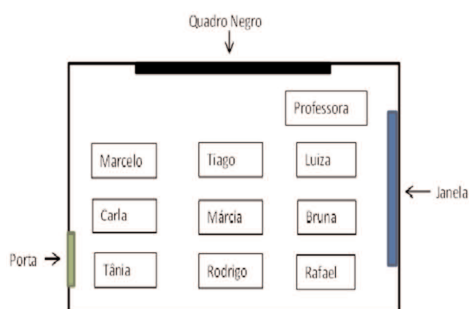 Quadro Negro
Professora
Marcelo Tiago Luiza
Carla Márcia Bruna
Janela
Porta
Tânia Rodrigo Rafael